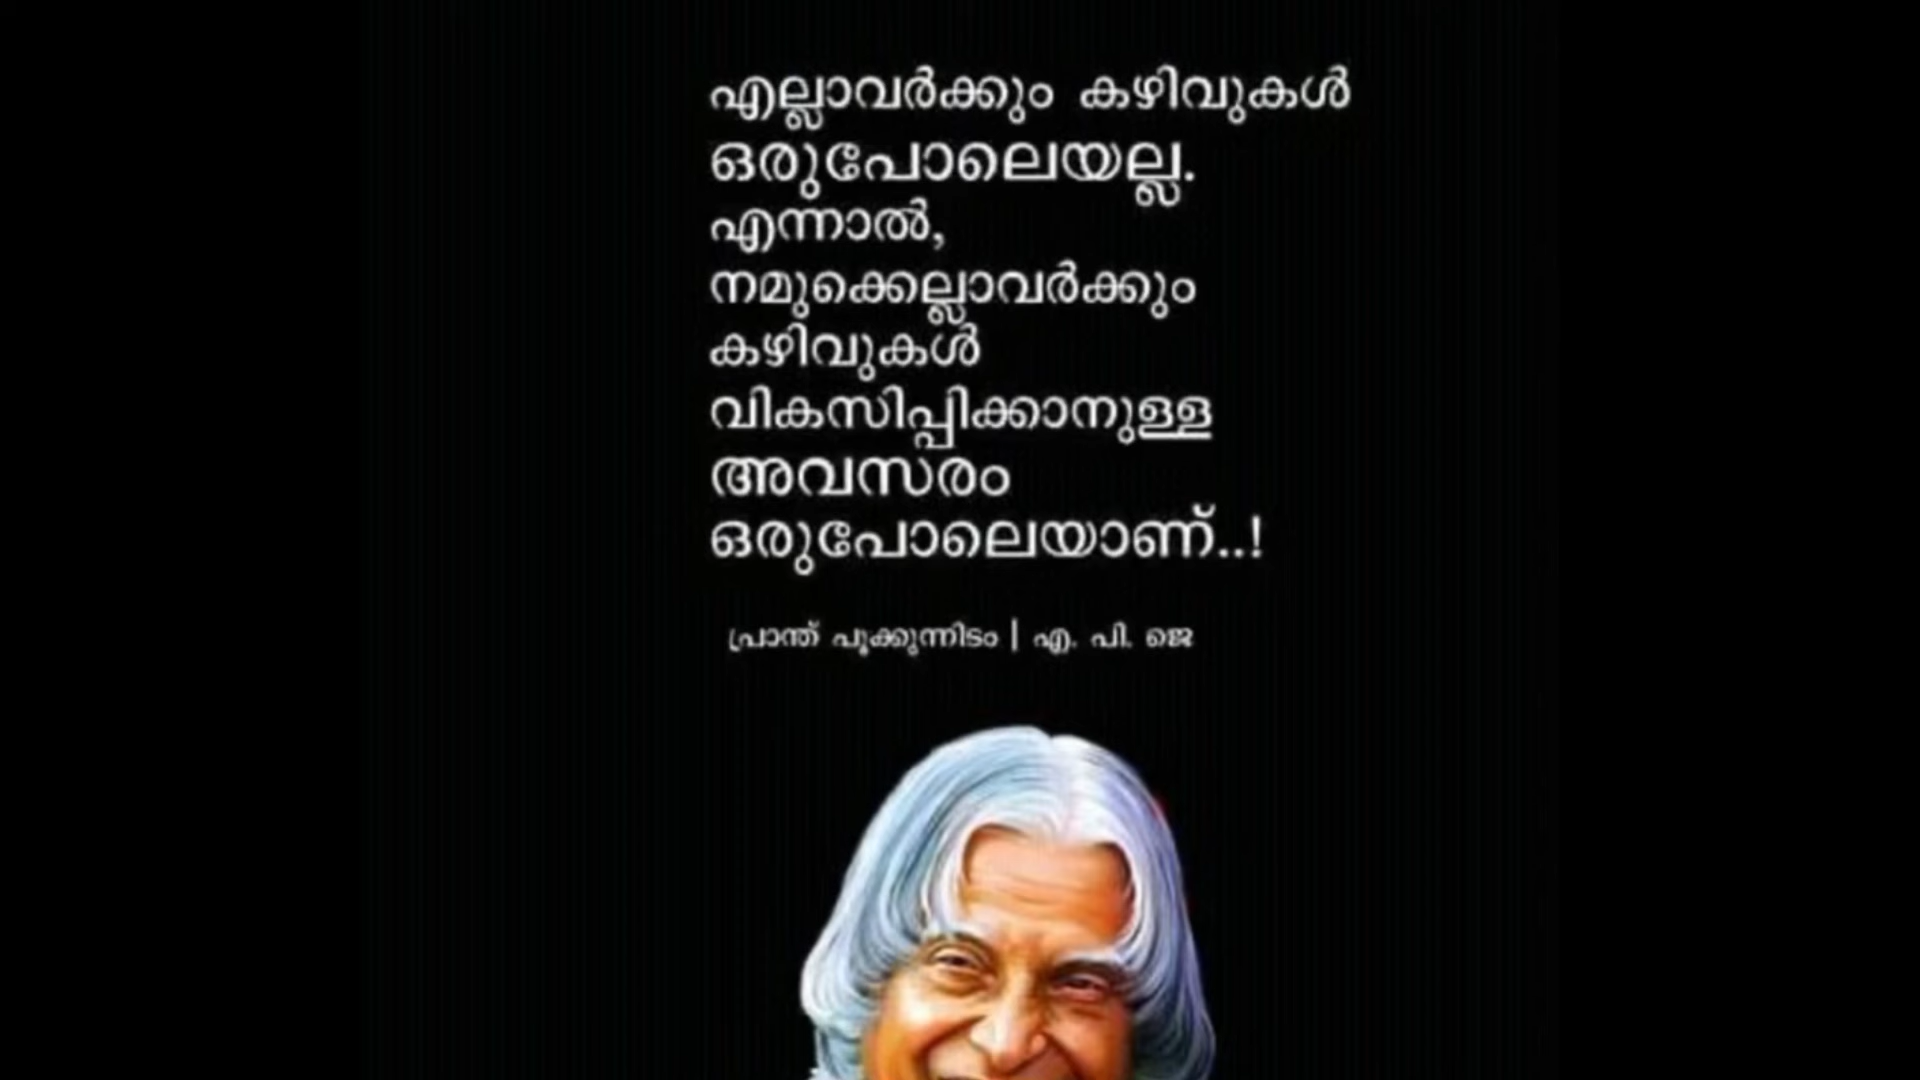 എല്ലാവർക്കും കഴിവുകൾ
ഒരുപോലെയല്ല.
എന്നാൽ,
നമുക്കെല്ലാവർക്കും
കഴിവുകൾ
വികസിപ്പിക്കാനുള്ള
അവസരം
ഒരുപോലെയാണ്..!
പ്രാന്ത് പൂക്കുന്നിടം | എ. പി. ജെ